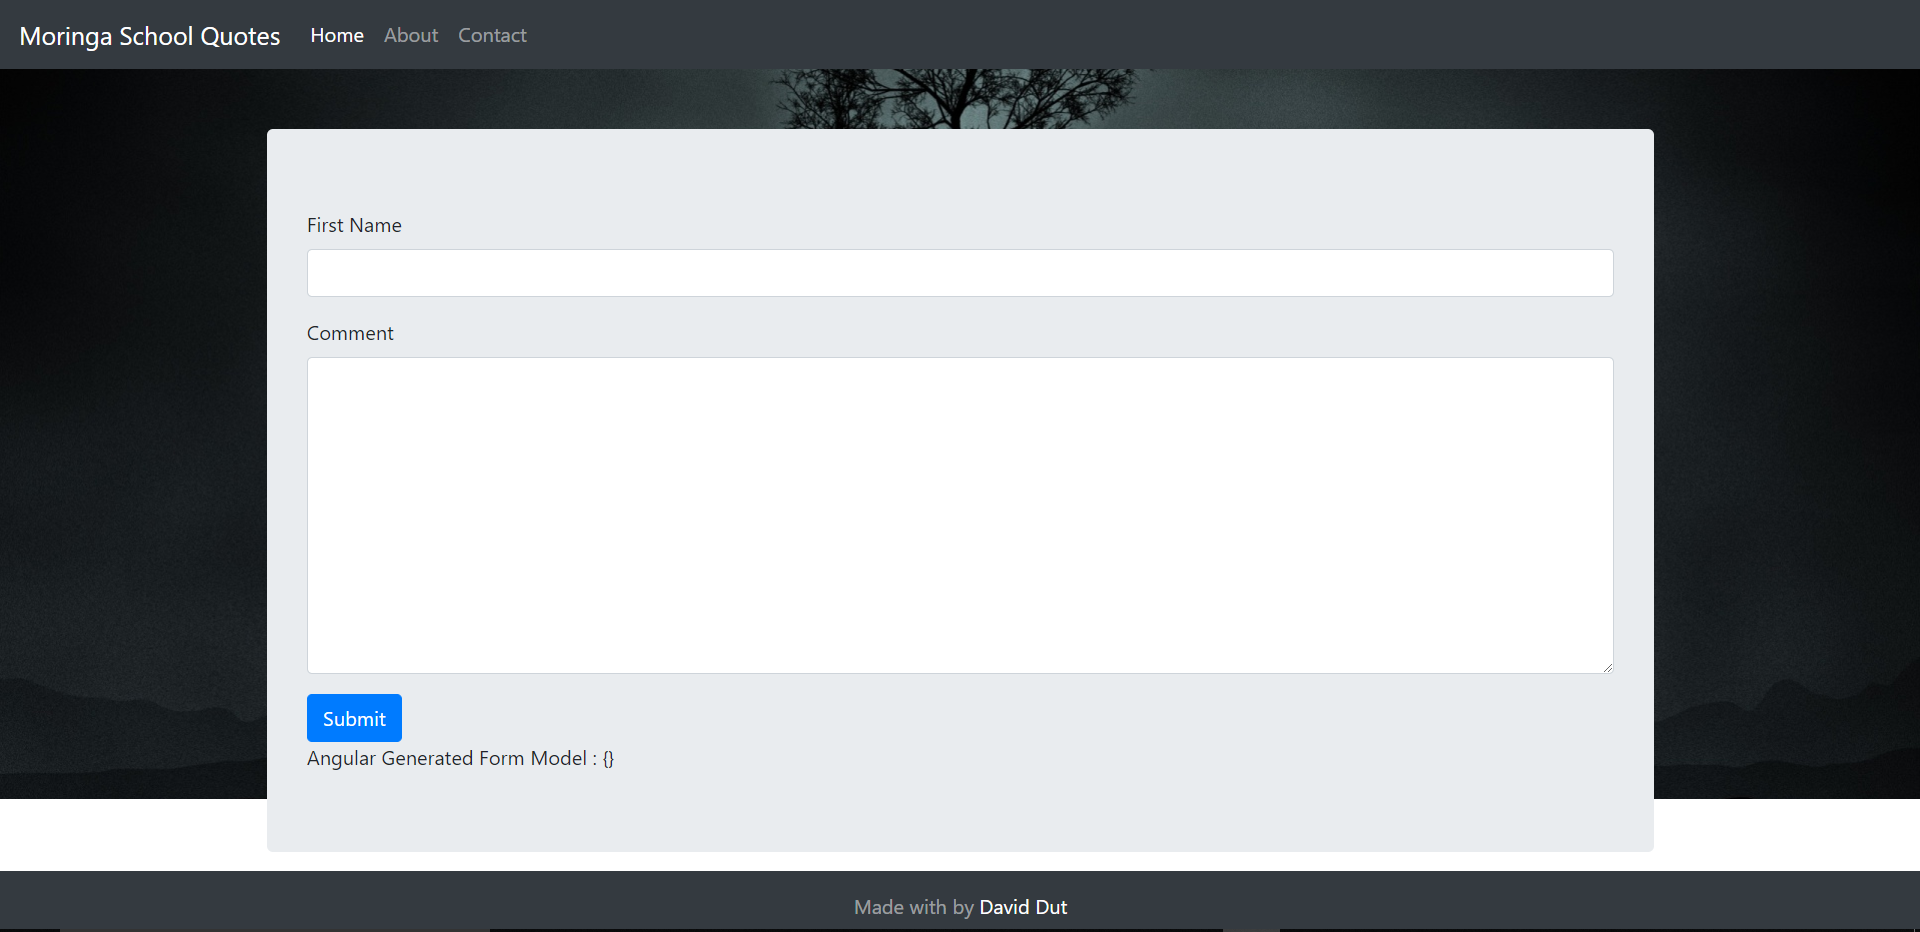 Moringa School Quotes Home About Contact
First Name
Comment
Submit
Angular Generated Form Model : {}
Made with by David Dut